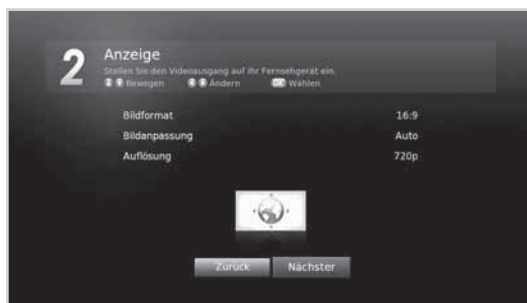 2
Anzeige
Stellen Sie den Videoausgang auf Ihr Fernsehgerät ein.
Bewegen Ändern OK Wählen
Bildformat 16:9
Bildanpassung Auto
Auflösung 720p
Zurück Nächster